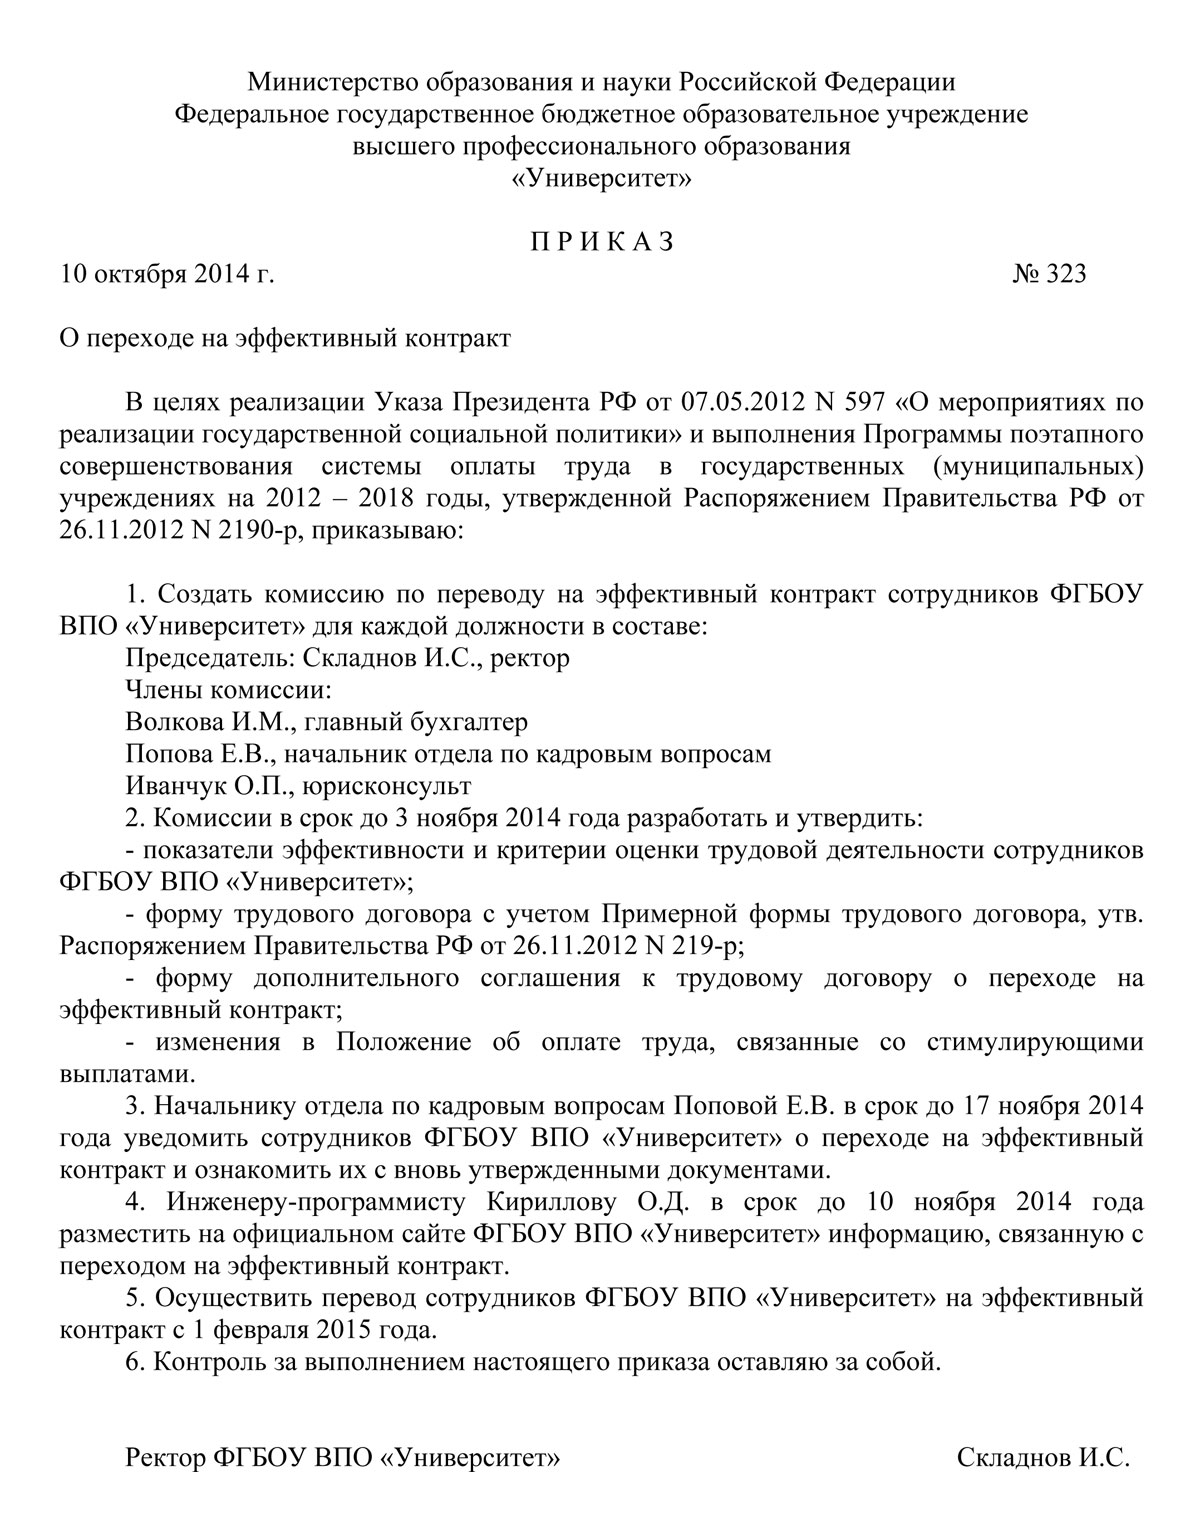 Министерство образования и науки Российской Федерации
Федеральное государственное бюджетное образовательное учреждение
высшего профессионального образования
«Университет»
П Р И К А З
10 октября 2014 г. № 323
О переходе на эффективный контракт
В целях реализации Указа Президента РФ от 07.05.2012 N 597 «О мероприятиях по
реализации государственной социальной политики» и выполнения Программы поэтапного
совершенствования системы оплаты труда в государственных (муниципальных)
учреждениях на 2012 – 2018 годы, утвержденной Распоряжением Правительства РФ от
26.11.2012 N 2190-р, приказываю:
1. Создать комиссию по переводу на эффективный контракт сотрудников ФГБОУ
ВПО «Университет» для каждой должности в составе:
Председатель: Складнов И.С., ректор
Члены комиссии:
Волкова И.М., главный бухгалтер
Попова Е.В., начальник отдела по кадровым вопросам
Иванчук О.П., юрисконсульт
2. Комиссии в срок до 3 ноября 2014 года разработать и утвердить:
- показатели эффективности и критерии оценки трудовой деятельности сотрудников
ФГБОУ ВПО «Университет»;
- форму трудового договора с учетом Примерной формы трудового договора, утв.
Распоряжением Правительства РФ от 26.11.2012 N 219-р;
- форму дополнительного соглашения к трудовому договору о переходе на
эффективный контракт;
- изменения в Положение об оплате труда, связанные со стимулирующими
выплатами.
3. Начальнику отдела по кадровым вопросам Поповой Е.В. в срок до 17 ноября 2014
года уведомить сотрудников ФГБОУ ВПО «Университет» о переходе на эффективный
контракт и ознакомить их с вновь утвержденными документами.
4. Инженеру-программисту Кириллову О.Д. в срок до 10 ноября 2014 года
разместить на официальном сайте ФГБОУ ВПО «Университет» информацию, связанную с
переходом на эффективный контракт.
5. Осуществить перевод сотрудников ФГБОУ ВПО «Университет» на эффективный
контракт с 1 февраля 2015 года.
6. Контроль за выполнением настоящего приказа оставляю за собой.
Ректор ФГБОУ ВПО «Университет» Складнов И.С.